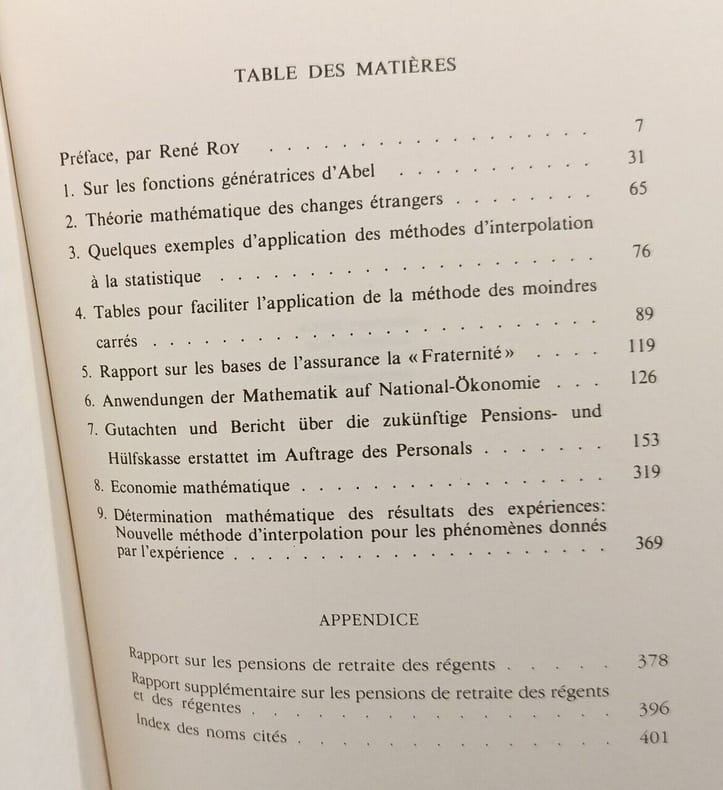 TABLE DES MATIÈRES
Préface, par René Roy . . . . . . . . . . . . . . . . . 7
1. Sur les fonctions génératrices d'Abel . . . . . . . . . . 31
2. Théorie mathématique des changes étrangers . . . . . . . 65
3. Quelques exemples d'application des méthodes d'interpolation
à la statistique . . . . . . . . . . . . . . . . . . . 76
4. Tables pour faciliter l'application de la méthode des moindres
carrés . . . . . . . . . . . . . . . . . . . . . . . 89
5. Rapport sur les bases de l'assurance la « Fraternité » . . . . 119
6. Anwendungen der Mathematik auf National-Ökonomie . . . 126
7. Gutachten und Bericht über die zukünftige Pensions- und
Hülfskasse erstattet im Auftrage des Personals . . . . . . . 153
8. Economie mathématique . . . . . . . . . . . . . . . . 319
9. Détermination mathématique des résultats des expériences:
Nouvelle méthode d'interpolation pour les phénomènes donnés
par l'expérience . . . . . . . . . . . . . . . . . . . . 369
APPENDICE
Rapport sur les pensions de retraite des régents . . . . . 378
Rapport supplémentaire sur les pensions de retraite des régents
et des régentes . . . . . . . . . . . . . . . 396
Index des noms cités . . . . . . . . . . . . . 401